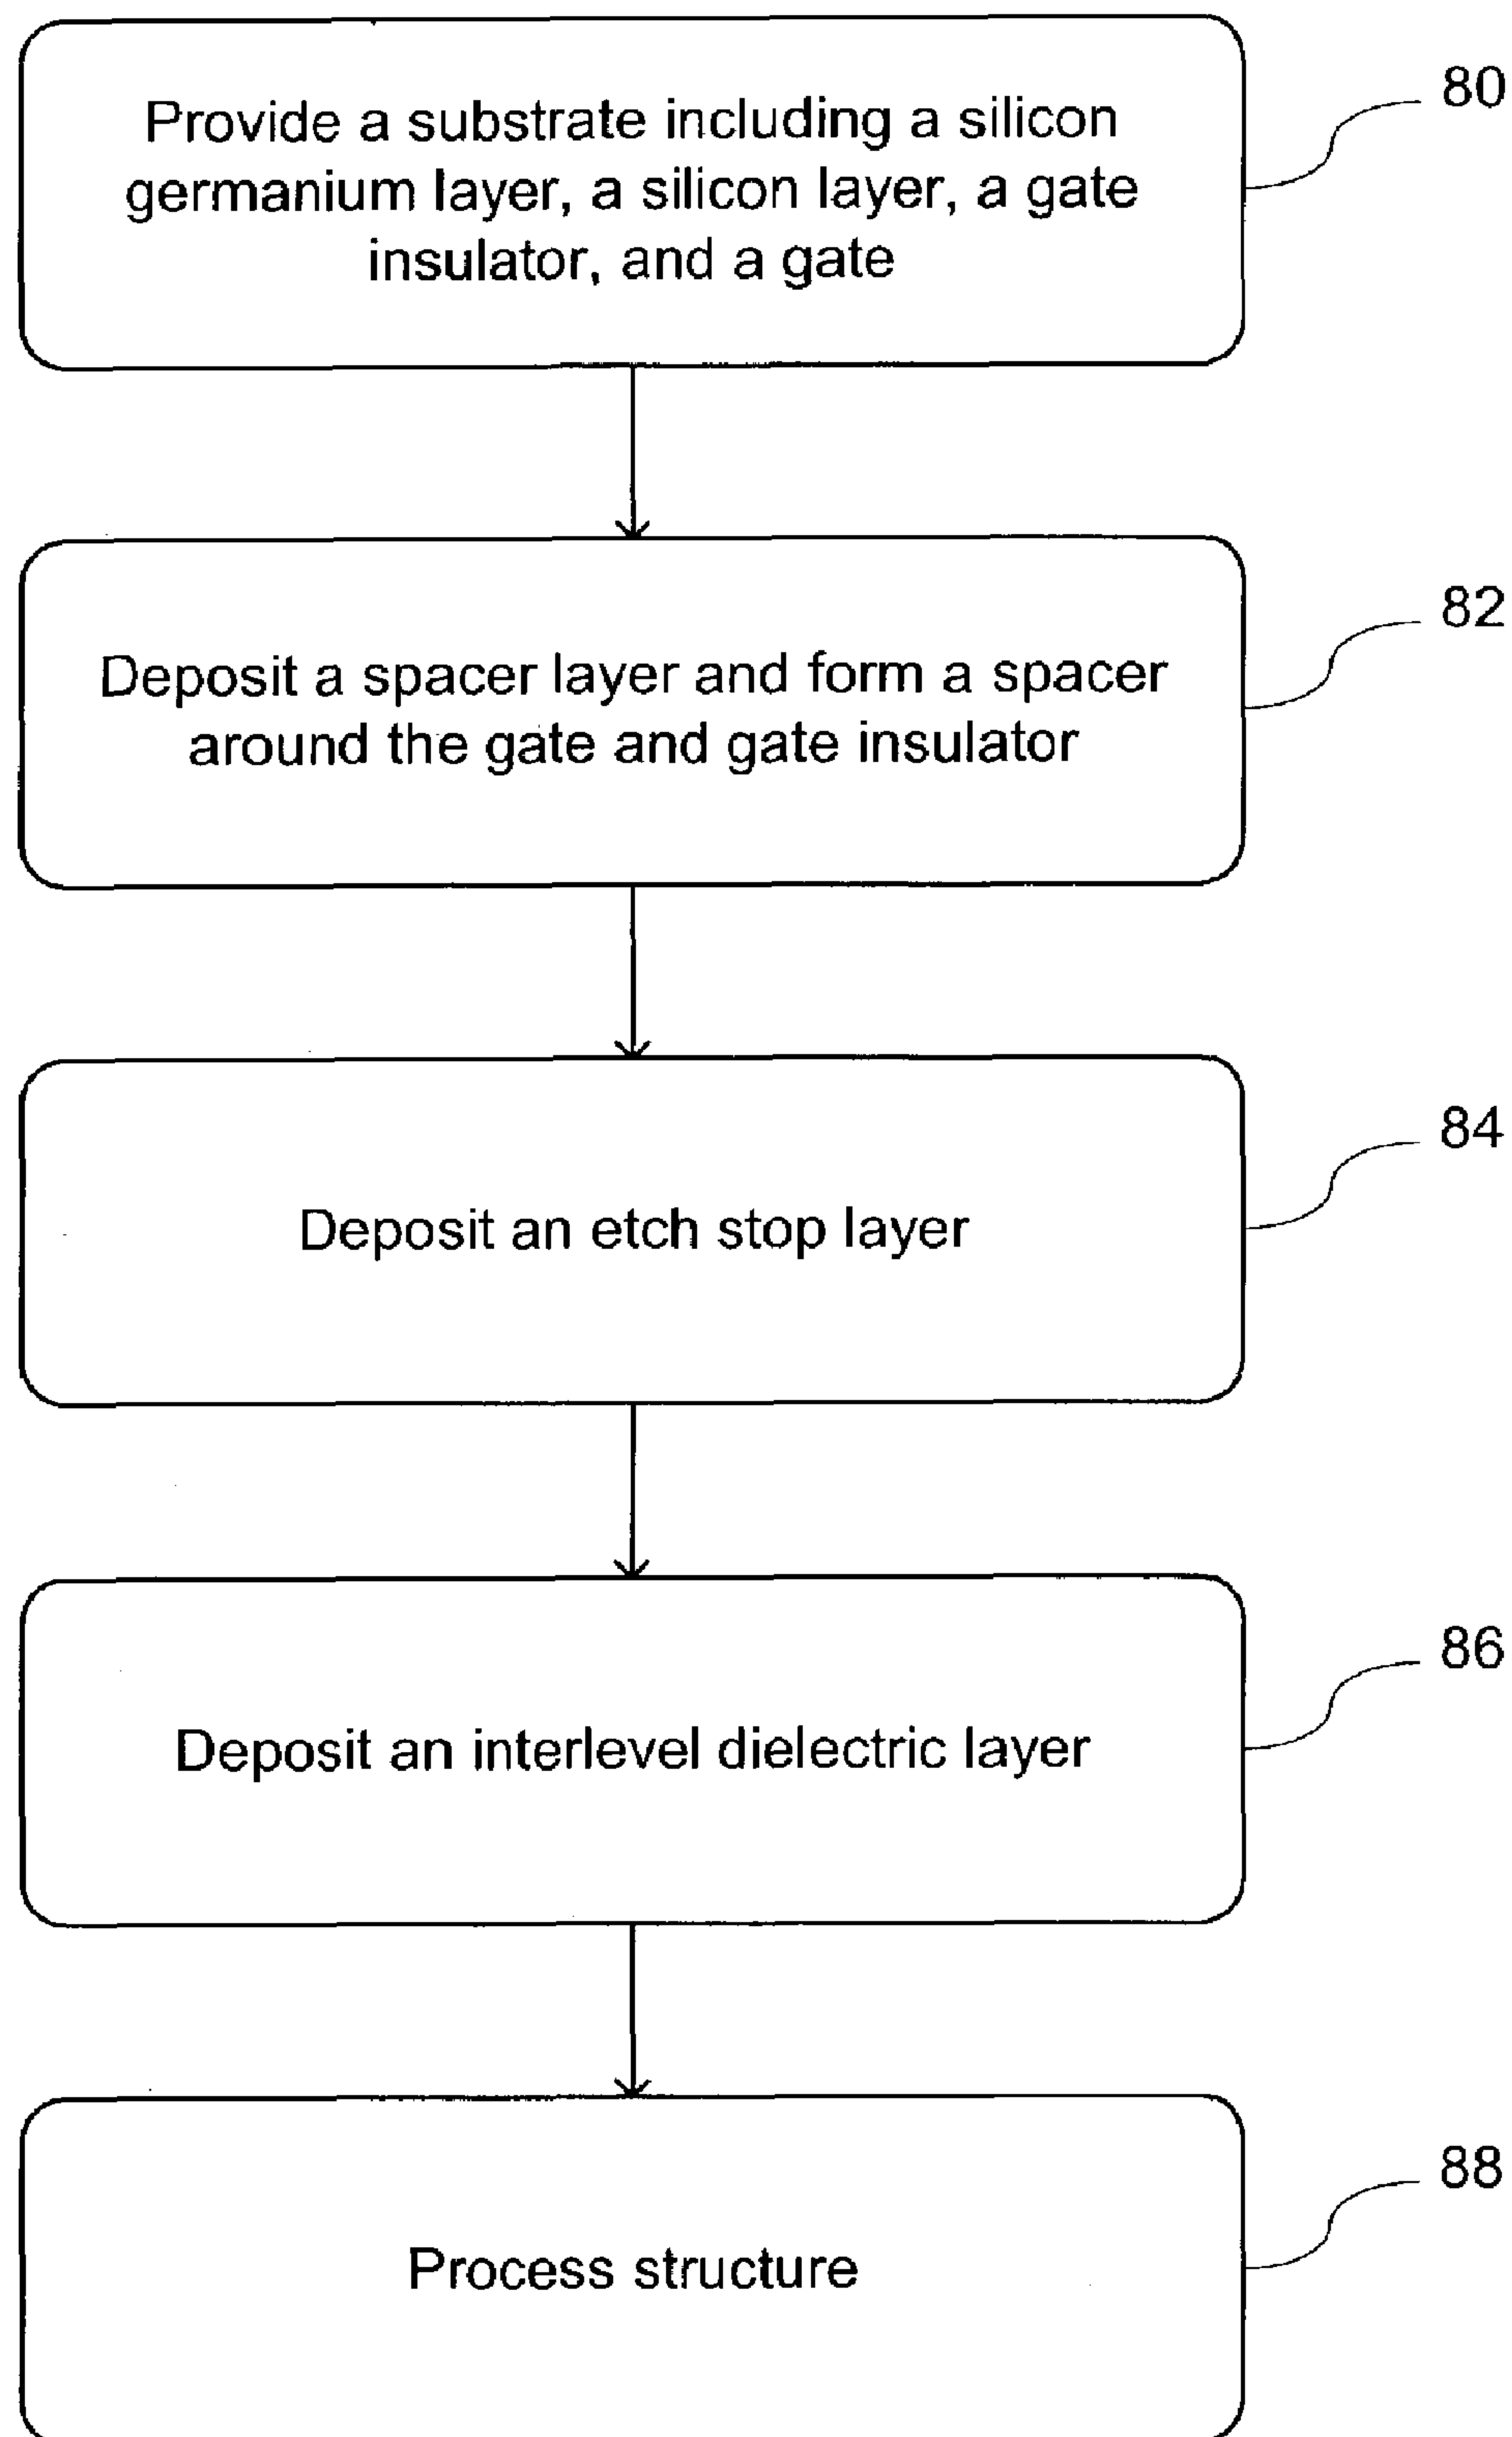 Provide a substrate including a silicon
germanium layer, a silicon layer, a gate
insulator, and a gate
80
Deposit a spacer layer and form a spacer
around the gate and gate insulator
82
Deposit an etch stop layer
84
Deposit an interlevel dielectric layer
86
Process structure
88